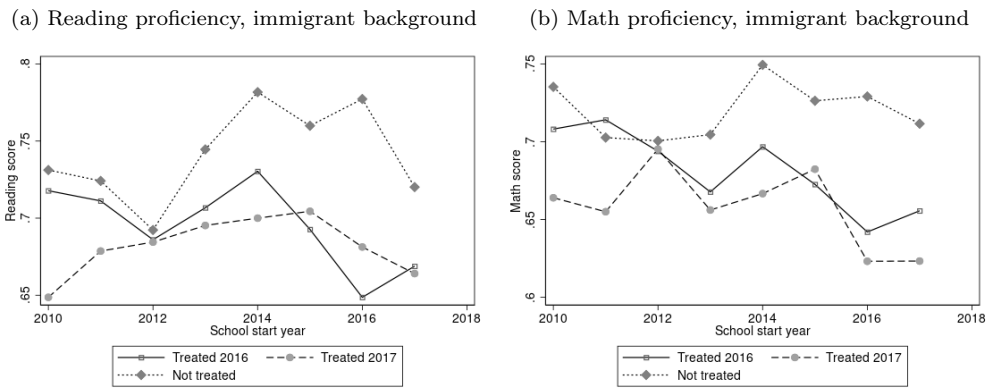 (a) Reading proficiency, immigrant background
Reading score
.8
.75
.7
.65
2010 2012 2014 2016 2018
School start year
Treated 2016 Treated 2017
Not treated
(b) Math proficiency, immigrant background
Math score
.75
.7
.65
.6
2010 2012 2014 2016 2018
School start year
Treated 2016 Treated 2017
Not treated